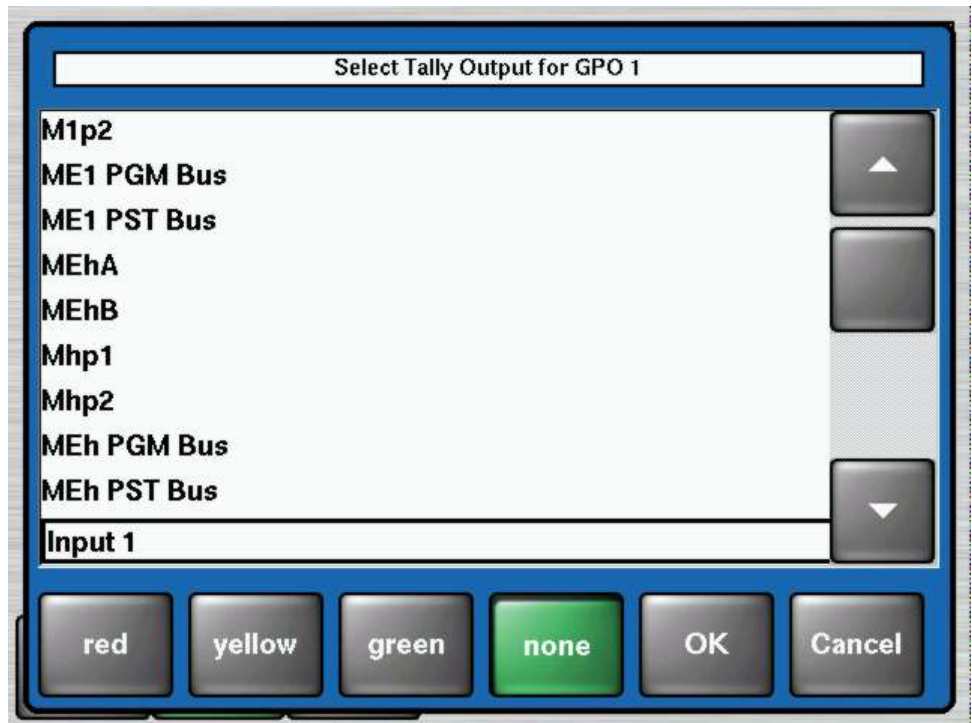 Select Tally Output for GPO 1
M1p2
ME1 PGM Bus
ME1 PST Bus
MEhA
MEhB
Mhp1
Mhp2
MEh PGM Bus
MEh PST Bus
Input 1
red yellow green none OK Cancel